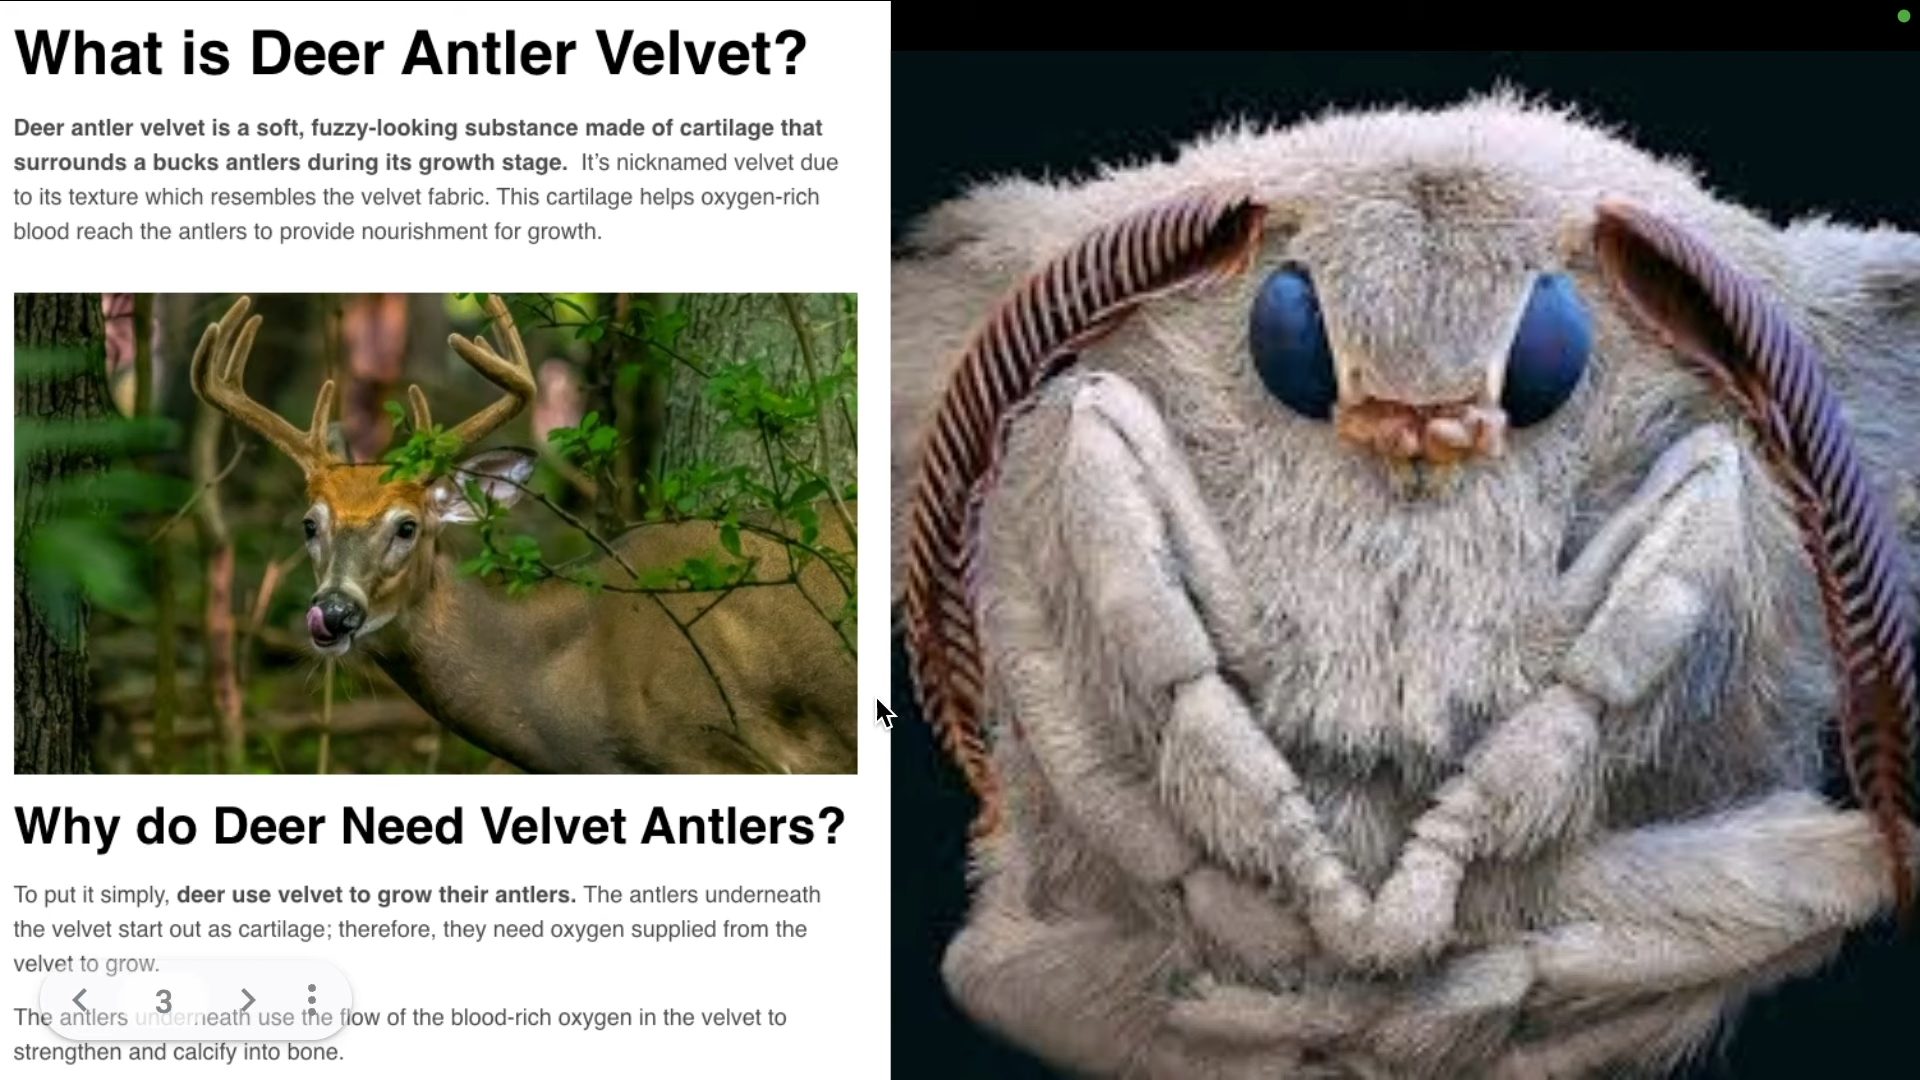 What is Deer Antler Velvet?
Deer antler velvet is a soft, fuzzy-looking substance made of cartilage that
surrounds a bucks antlers during its growth stage.  It’s nicknamed velvet due
to its texture which resembles the velvet fabric. This cartilage helps oxygen-rich
blood reach the antlers to provide nourishment for growth.
Why do Deer Need Velvet Antlers?
To put it simply, deer use velvet to grow their antlers. The antlers underneath
the velvet start out as cartilage; therefore, they need oxygen supplied from the
velvet to grow.
3
The antlers underneath use the flow of the blood-rich oxygen in the velvet to
strengthen and calcify into bone.